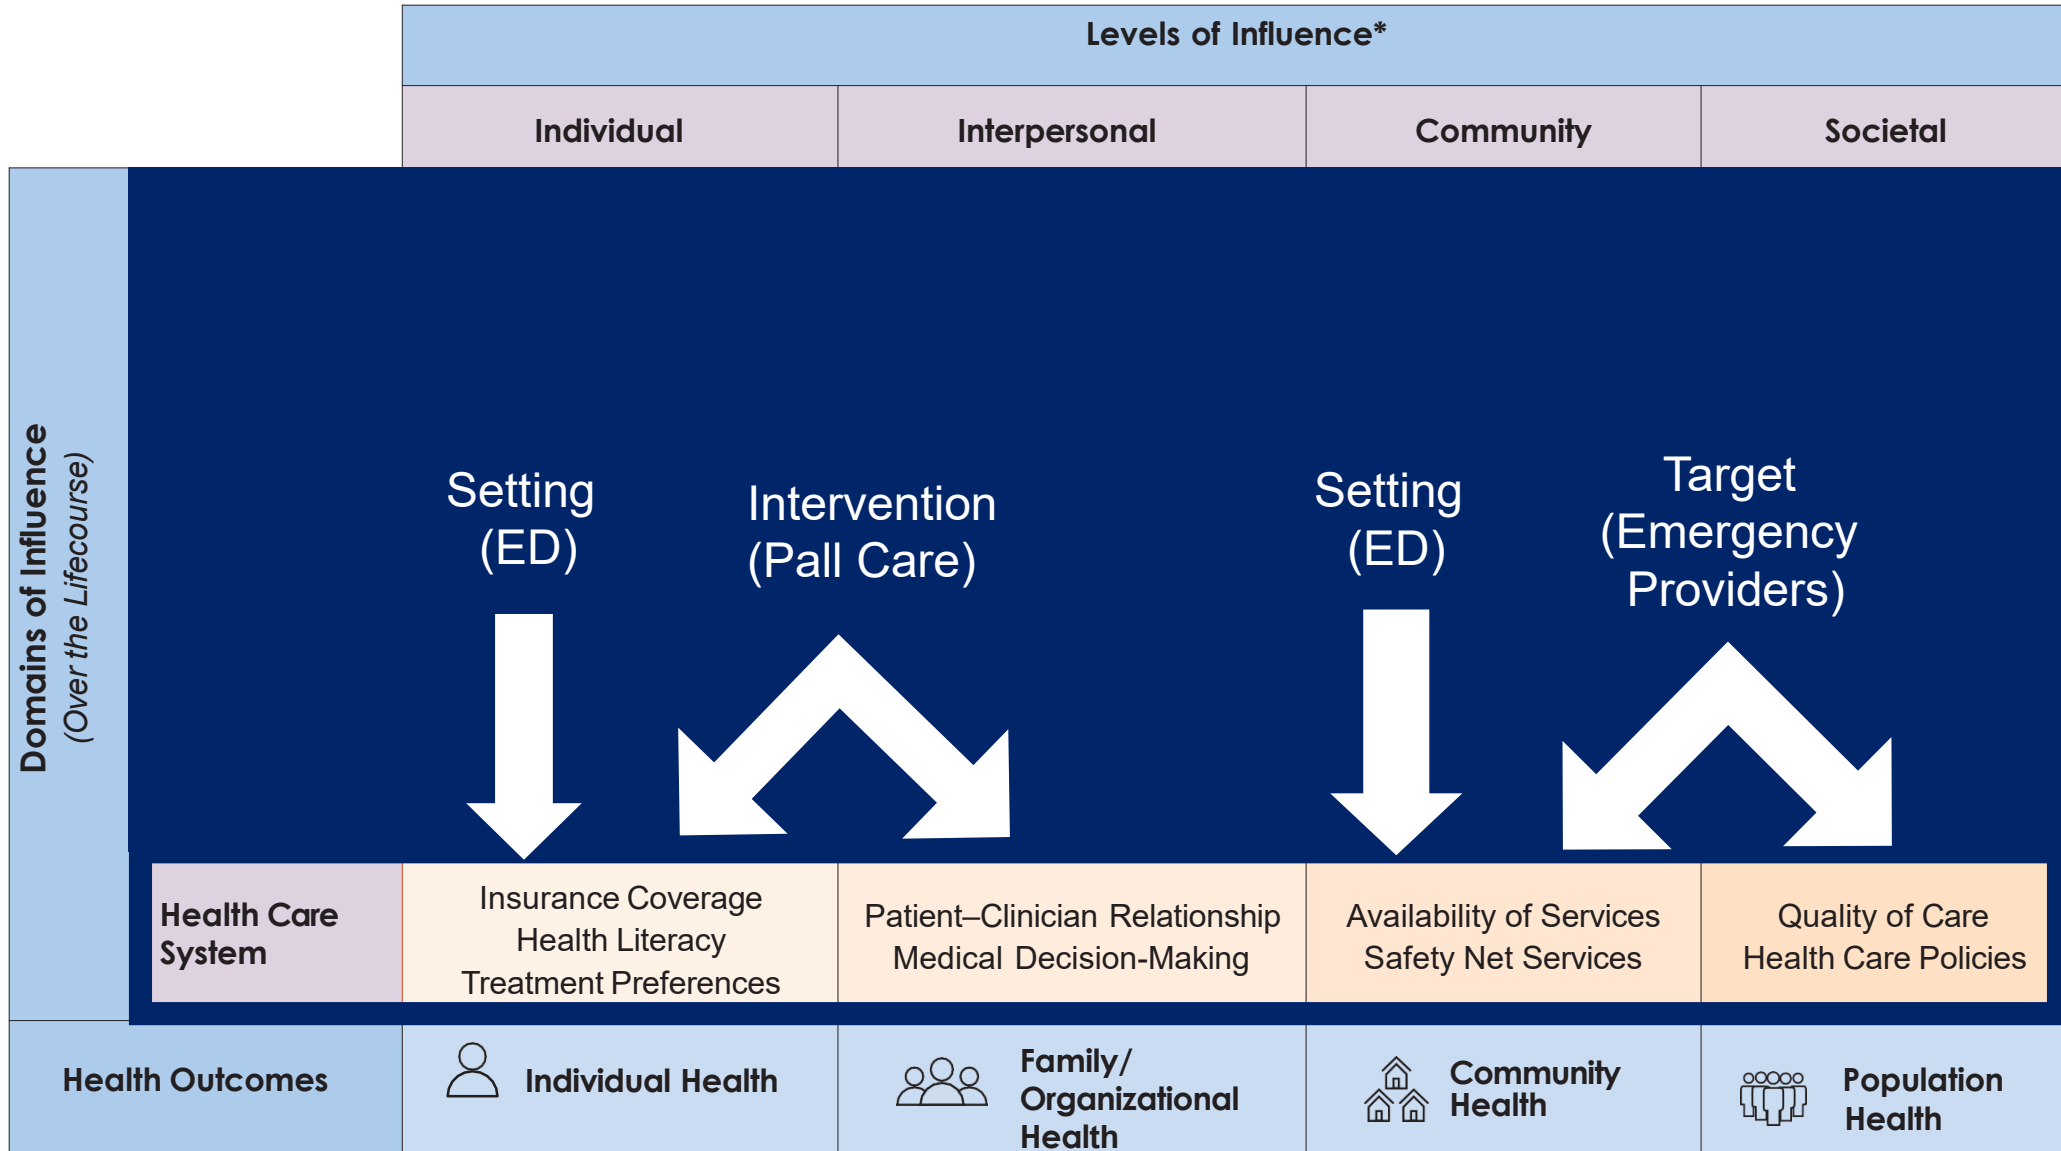 Levels of Influence*
Individual
Interpersonal
Community
Societal
Domains of Influence
(Over the Lifecourse)
Setting
(ED)
Intervention
(Pall Care)
Setting
(ED)
Target
(Emergency
Providers)
Health Care
System
Insurance Coverage
Health Literacy
Treatment Preferences
Patient–Clinician Relationship
Medical Decision-Making
Availability of Services
Safety Net Services
Quality of Care
Health Care Policies
Health Outcomes
Individual Health
Family/
Organizational
Health
Community
Health
Population
Health